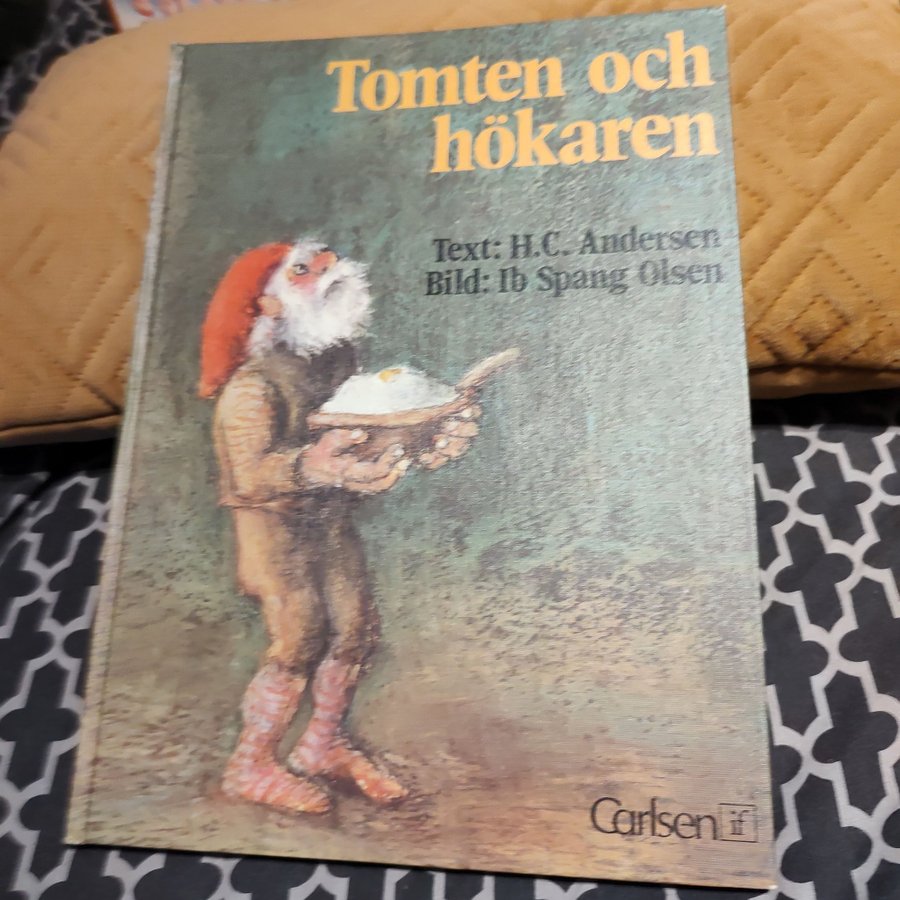 Tomten och
hökaren
Text: H.C. Andersen
Bild: Ib Spang Olsen
Carlsen if